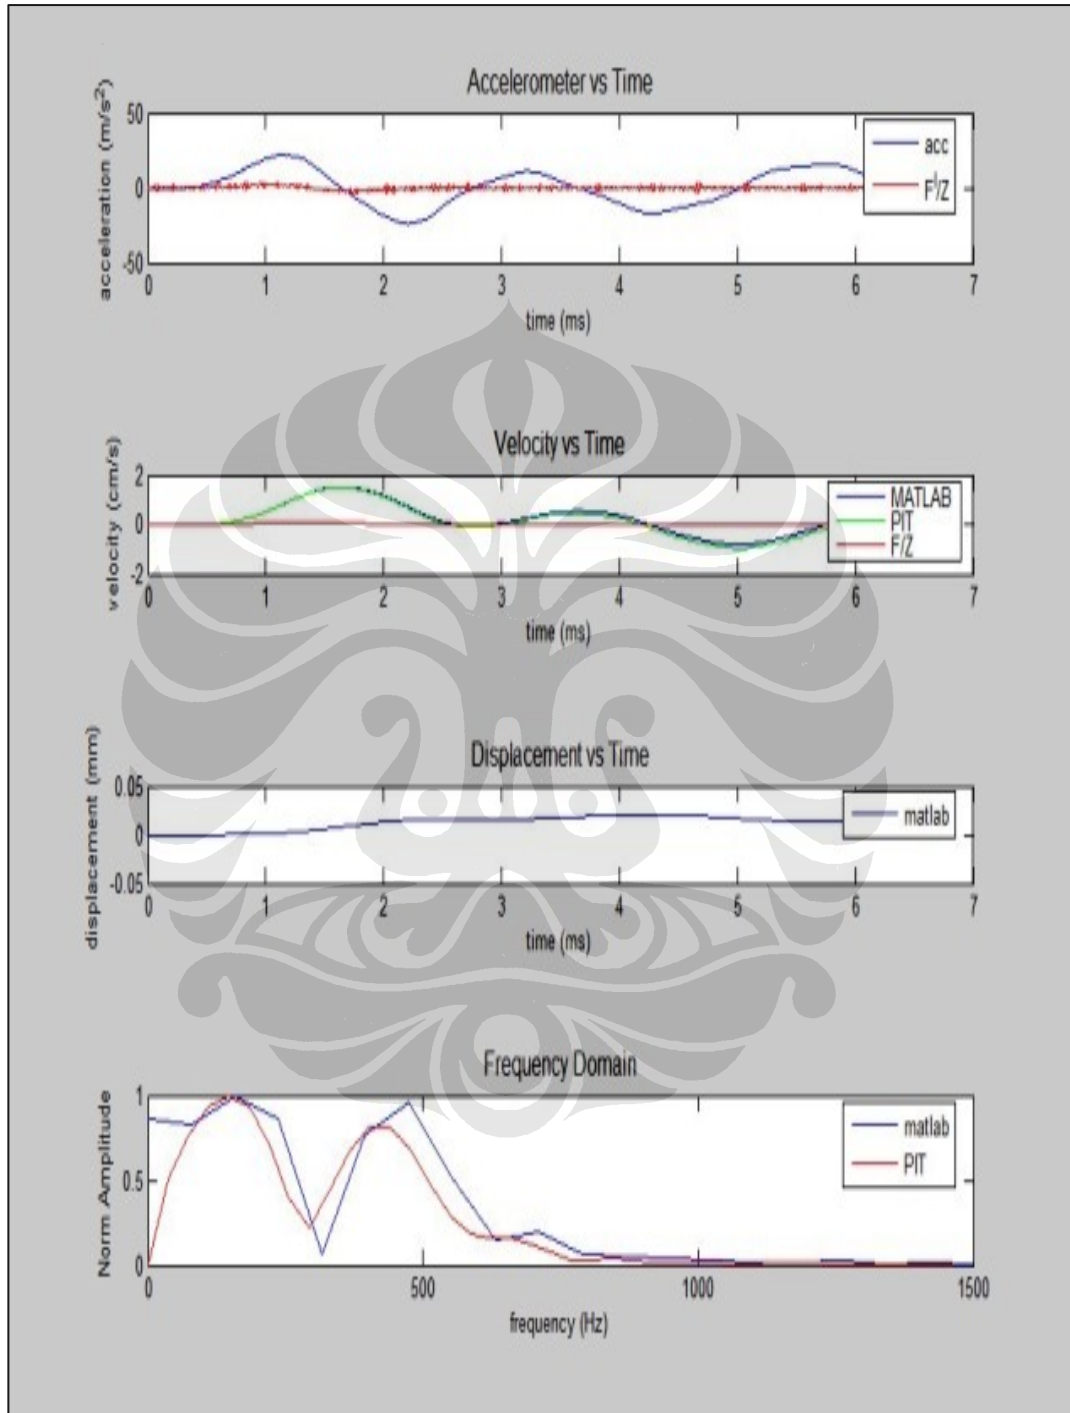 Accelerometer vs Time
acceleration (m/s²)
50
0
-50
acc
F^I/Z
0 1 2 3 4 5 6 7
time (ms)
Velocity vs Time
velocity (cm/s)
2
0
-2
MATLAB
PIT
F/Z
0 1 2 3 4 5 6 7
time (ms)
Displacement vs Time
displacement (mm)
0.05
0
-0.05
matlab
0 1 2 3 4 5 6 7
time (ms)
Frequency Domain
Norm Amplitude
1
0.5
0
matlab
PIT
0 500 1000 1500
frequency (Hz)